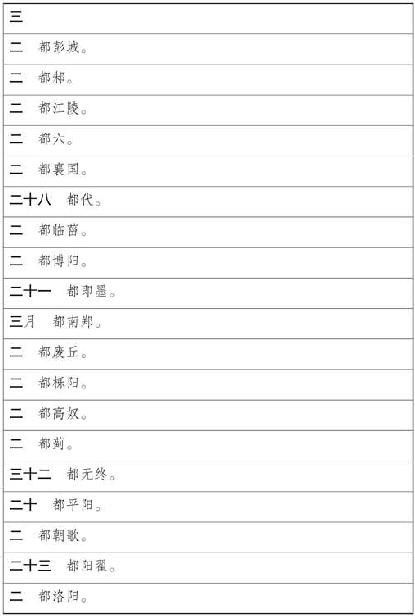 三
二　都彭城。
二　都邾。
二　都江陵。
二　都六。
二　都襄国。
二十八　都代。
二　都临菑。
二　都博阳。
二十一　都即墨。
三月　都南郑。
二　都废丘。
二　都栎阳。
二　都高奴。
二　都蓟。
三十二　都无终。
二十　都平阳。
二　都朝歌。
二十三　都阳翟。
二　都洛阳。